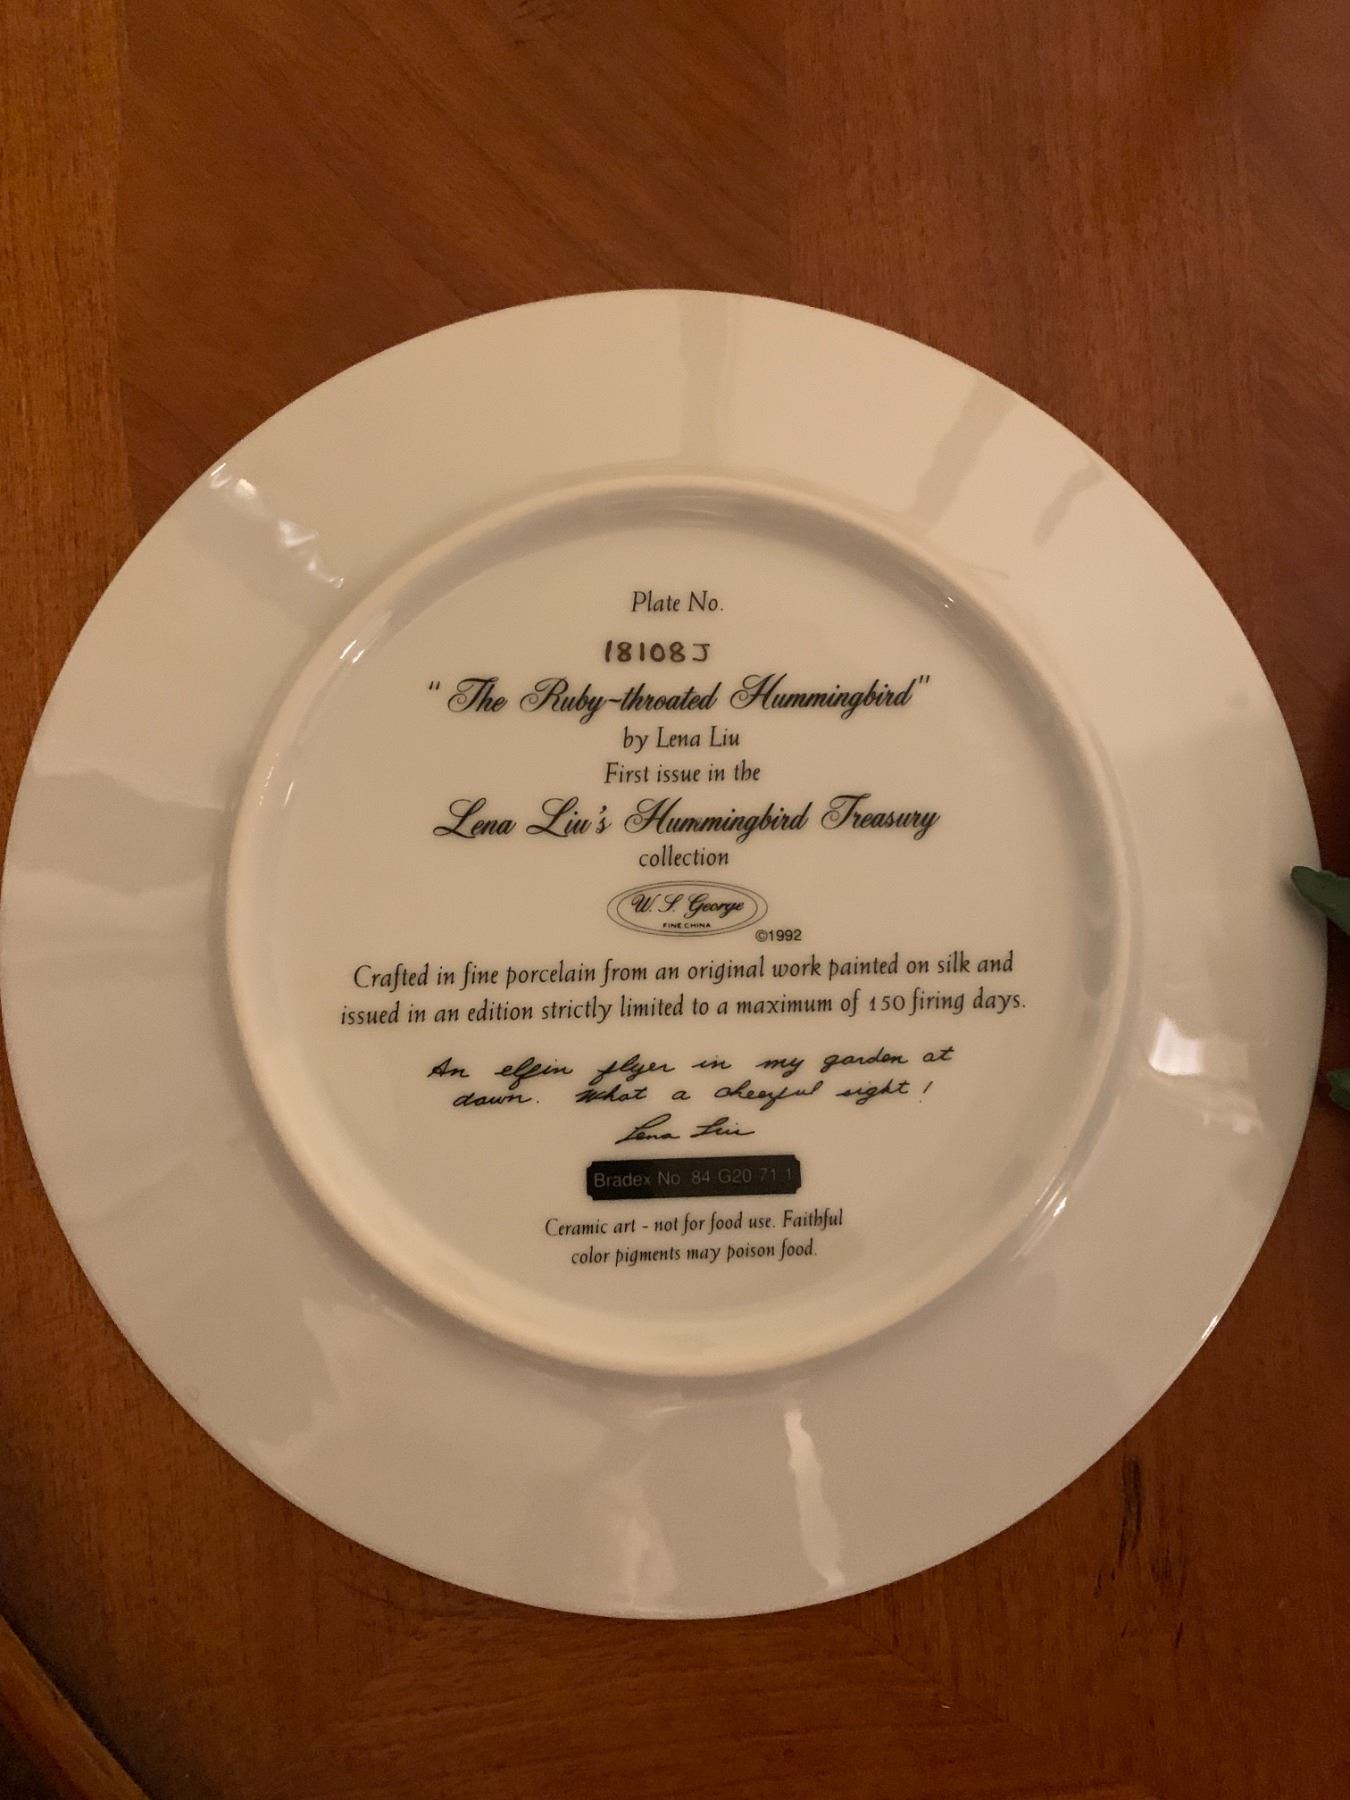 Plate No.
18108J
"The Ruby-throated Hummingbird"
by Lena Liu
First issue in the
Lena Liu's Hummingbird Treasury
collection
W. S. George
FINE CHINA
©1992
Crafted in fine porcelain from an original work painted on silk and
issued in an edition strictly limited to a maximum of 150 firing days.
An elfin flyer in my garden at
dawn. What a cheerful sight!
Lena Liu
Bradex No. 84 G20 71.1
Ceramic art - not for food use. Faithful
color pigments may poison food.